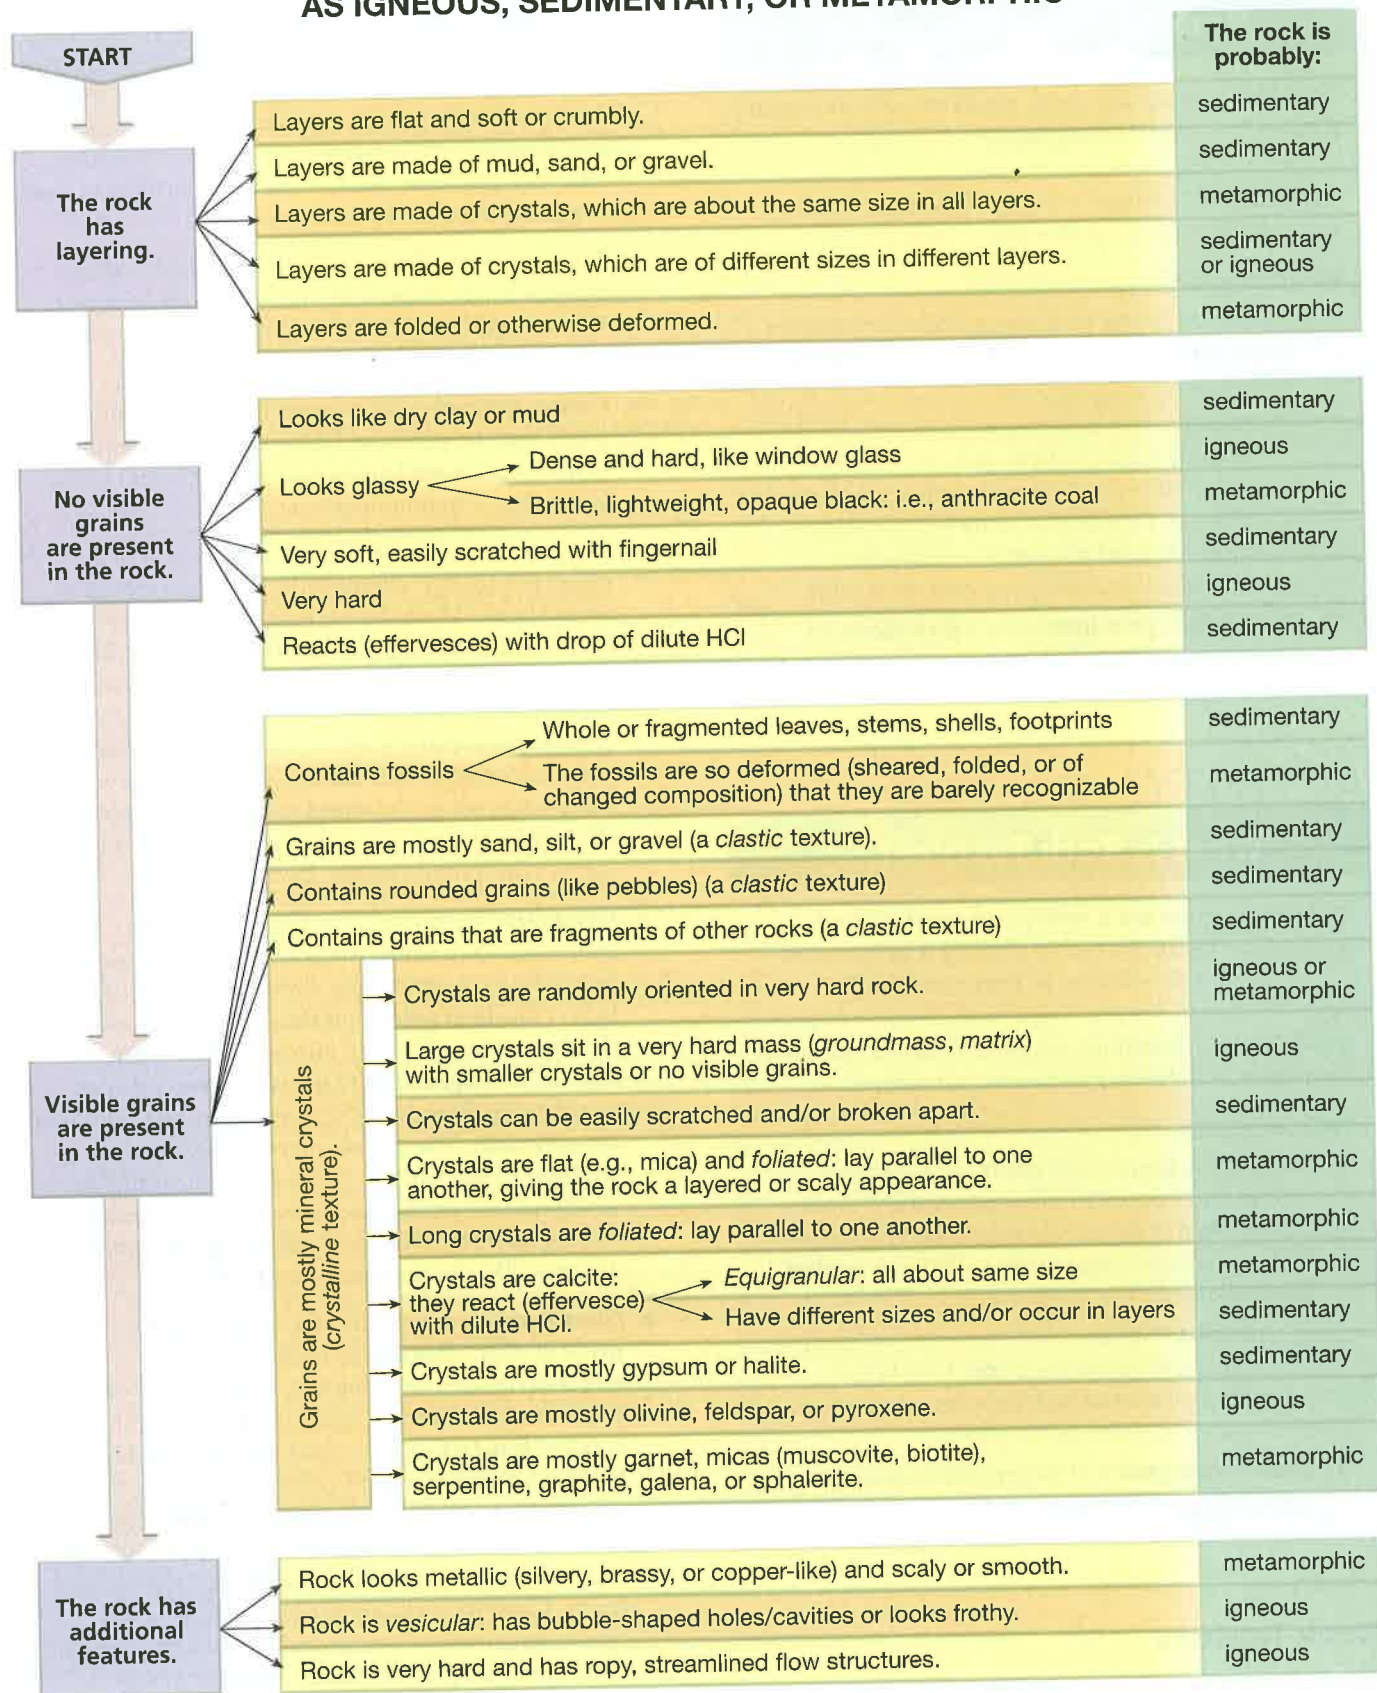 AS IGNEOUS, SEDIMENTARY, OR METAMORPHIC
START
The rock is
probably:
The rock
has
layering.
Layers are flat and soft or crumbly.
sedimentary
Layers are made of mud, sand, or gravel.
sedimentary
Layers are made of crystals, which are about the same size in all layers.
metamorphic
Layers are made of crystals, which are of different sizes in different layers.
sedimentary
or igneous
Layers are folded or otherwise deformed.
metamorphic
No visible
grains
are present
in the rock.
Looks like dry clay or mud
sedimentary
Looks glassy
Dense and hard, like window glass
igneous
Brittle, lightweight, opaque black: i.e., anthracite coal
metamorphic
Very soft, easily scratched with fingernail
sedimentary
Very hard
igneous
Reacts (effervesces) with drop of dilute HCl
sedimentary
Visible grains
are present
in the rock.
Contains fossils
Whole or fragmented leaves, stems, shells, footprints
sedimentary
The fossils are so deformed (sheared, folded, or of
changed composition) that they are barely recognizable
metamorphic
Grains are mostly sand, silt, or gravel (a clastic texture).
sedimentary
Contains rounded grains (like pebbles) (a clastic texture)
sedimentary
Contains grains that are fragments of other rocks (a clastic texture)
sedimentary
Grains are mostly mineral crystals
(crystalline texture).
Crystals are randomly oriented in very hard rock.
igneous or
metamorphic
Large crystals sit in a very hard mass (groundmass, matrix)
with smaller crystals or no visible grains.
igneous
Crystals can be easily scratched and/or broken apart.
sedimentary
Crystals are flat (e.g., mica) and foliated: lay parallel to one
another, giving the rock a layered or scaly appearance.
metamorphic
Long crystals are foliated: lay parallel to one another.
metamorphic
Crystals are calcite:
they react (effervesce)
with dilute HCl.
Equigranular: all about same size
metamorphic
Have different sizes and/or occur in layers
sedimentary
Crystals are mostly gypsum or halite.
sedimentary
Crystals are mostly olivine, feldspar, or pyroxene.
igneous
Crystals are mostly garnet, micas (muscovite, biotite),
serpentine, graphite, galena, or sphalerite.
metamorphic
The rock has
additional
features.
Rock looks metallic (silvery, brassy, or copper-like) and scaly or smooth.
metamorphic
Rock is vesicular: has bubble-shaped holes/cavities or looks frothy.
igneous
Rock is very hard and has ropy, streamlined flow structures.
igneous